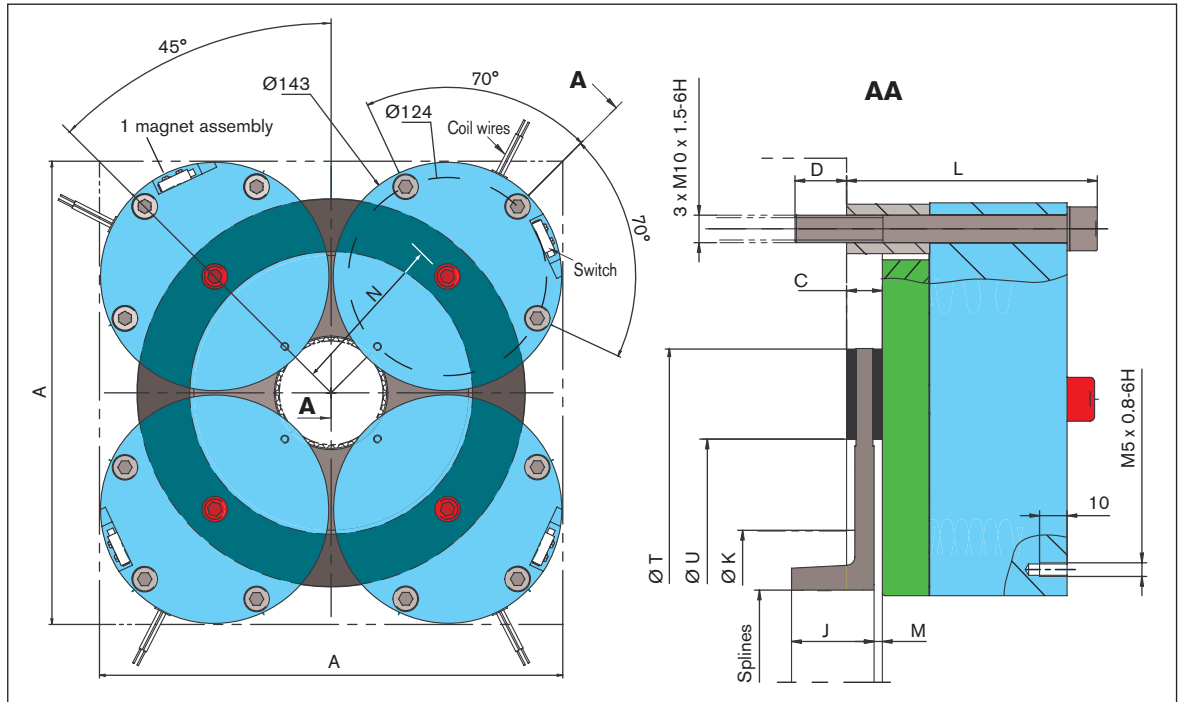 45°
Ø143
1 magnet assembly
70°
A
Ø124
Coil wires
70°
Switch
N
A
A
A
AA
3 x M10 x 1.5-6H
D
L
C
M5 x 0.8-6H
10
Ø T
Ø U
Ø K
Splines
J
M